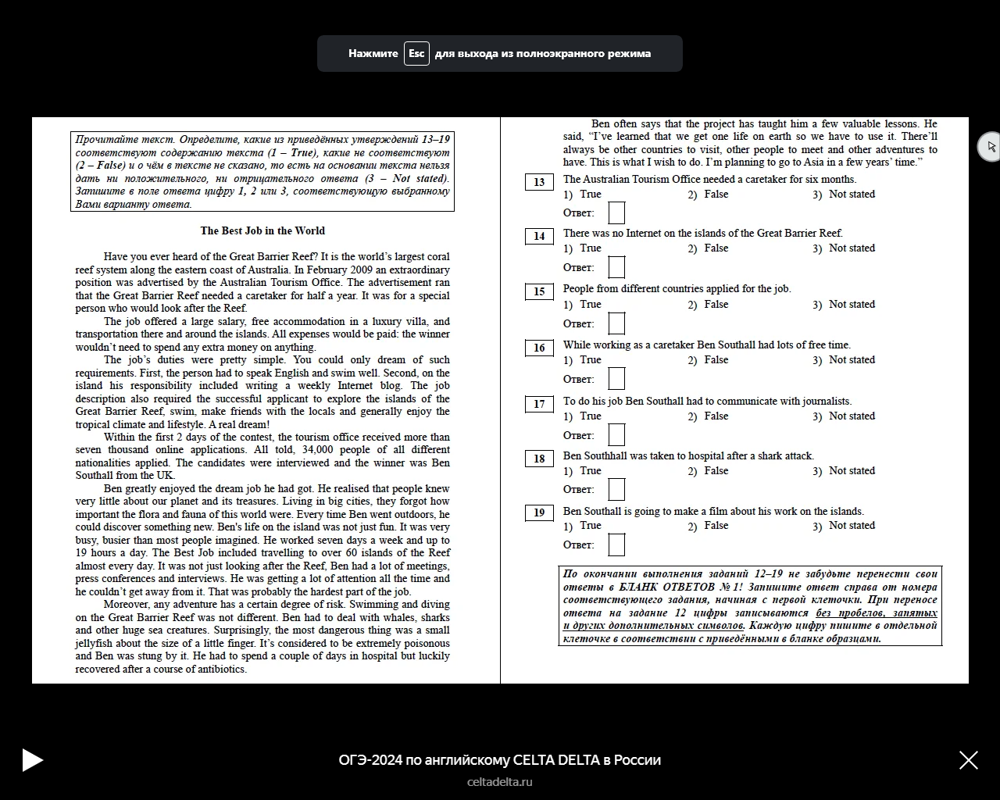 Нажмите Esc для выхода из полноэкранного режима
Прочитайте текст. Определите, какие из приведённых утверждений 13–19
соответствуют содержанию текста (1 – True), какие не соответствуют
(2 – False) и о чём в тексте не сказано, то есть на основании текста нельзя
дать ни положительного, ни отрицательного ответа (3 – Not stated).
Запишите в поле ответа цифру 1, 2 или 3, соответствующую выбранному
Вами варианту ответа.
The Best Job in the World
Have you ever heard of the Great Barrier Reef? It is the world’s largest coral
reef system along the eastern coast of Australia. In February 2009 an extraordinary
position was advertised by the Australian Tourism Office. The advertisement ran
that the Great Barrier Reef needed a caretaker for half a year. It was for a special
person who would look after the Reef.
The job offered a large salary, free accommodation in a luxury villa, and
transportation there and around the islands. All expenses would be paid: the winner
wouldn’t need to spend any extra money on anything.
The job’s duties were pretty simple. You could only dream of such
requirements. First, the person had to speak English and swim well. Second, on the
island his responsibility included writing a weekly Internet blog. The job
description also required the successful applicant to explore the islands of the
Great Barrier Reef, swim, make friends with the locals and generally enjoy the
tropical climate and lifestyle. A real dream!
Within the first 2 days of the contest, the tourism office received more than
seven thousand online applications. All told, 34,000 people of all different
nationalities applied. The candidates were interviewed and the winner was Ben
Southall from the UK.
Ben greatly enjoyed the dream job he had got. He realised that people knew
very little about our planet and its treasures. Living in big cities, they forgot how
important the flora and fauna of this world were. Every time Ben went outdoors, he
could discover something new. Ben's life on the island was not just fun. It was very
busy, busier than most people imagined. He worked seven days a week and up to
19 hours a day. The Best Job included travelling to over 60 islands of the Reef
almost every day. It was not just looking after the Reef, Ben had a lot of meetings,
press conferences and interviews. He was getting a lot of attention all the time and
he couldn’t get away from it. That was probably the hardest part of the job.
Moreover, any adventure has a certain degree of risk. Swimming and diving
on the Great Barrier Reef was not different. Ben had to deal with whales, sharks
and other huge sea creatures. Surprisingly, the most dangerous thing was a small
jellyfish about the size of a little finger. It’s considered to be extremely poisonous
and Ben was stung by it. He had to spend a couple of days in hospital but luckily
recovered after a course of antibiotics.
Ben often says that the project has taught him a few valuable lessons. He
said, “I’ve learned that we get one life on earth so we have to use it. There’ll
always be other countries to visit, other people to meet and other adventures to
have. This is what I wish to do. I’m planning to go to Asia in a few years’ time.”
13 The Australian Tourism Office needed a caretaker for six months.
1) True 2) False 3) Not stated
Ответ:
14 There was no Internet on the islands of the Great Barrier Reef.
1) True 2) False 3) Not stated
Ответ:
15 People from different countries applied for the job.
1) True 2) False 3) Not stated
Ответ:
16 While working as a caretaker Ben Southall had lots of free time.
1) True 2) False 3) Not stated
Ответ:
17 To do his job Ben Southall had to communicate with journalists.
1) True 2) False 3) Not stated
Ответ:
18 Ben Southhall was taken to hospital after a shark attack.
1) True 2) False 3) Not stated
Ответ:
19 Ben Southall is going to make a film about his work on the islands.
1) True 2) False 3) Not stated
Ответ:
По окончании выполнения заданий 12–19 не забудьте перенести свои
ответы в БЛАНК ОТВЕТОВ № 1! Запишите ответ справа от номера
соответствующего задания, начиная с первой клеточки. При переносе
ответа на задание 12 цифры записываются без пробелов, запятых
и других дополнительных символов. Каждую цифру пишите в отдельной
клеточке в соответствии с приведёнными в бланке образцами.
ОГЭ-2024 по английскому CELTA DELTA в России
celtadelta.ru